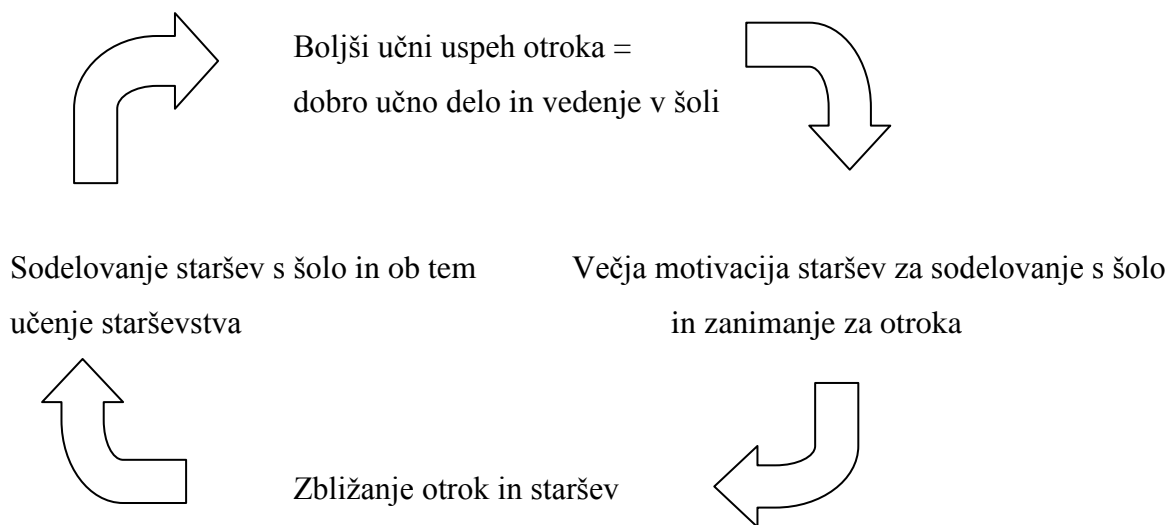 Boljši učni uspeh otroka =
dobro učno delo in vedenje v šoli
Sodelovanje staršev s šolo in ob tem
učenje starševstva
Večja motivacija staršev za sodelovanje s šolo
in zanimanje za otroka
Zbližanje otrok in staršev